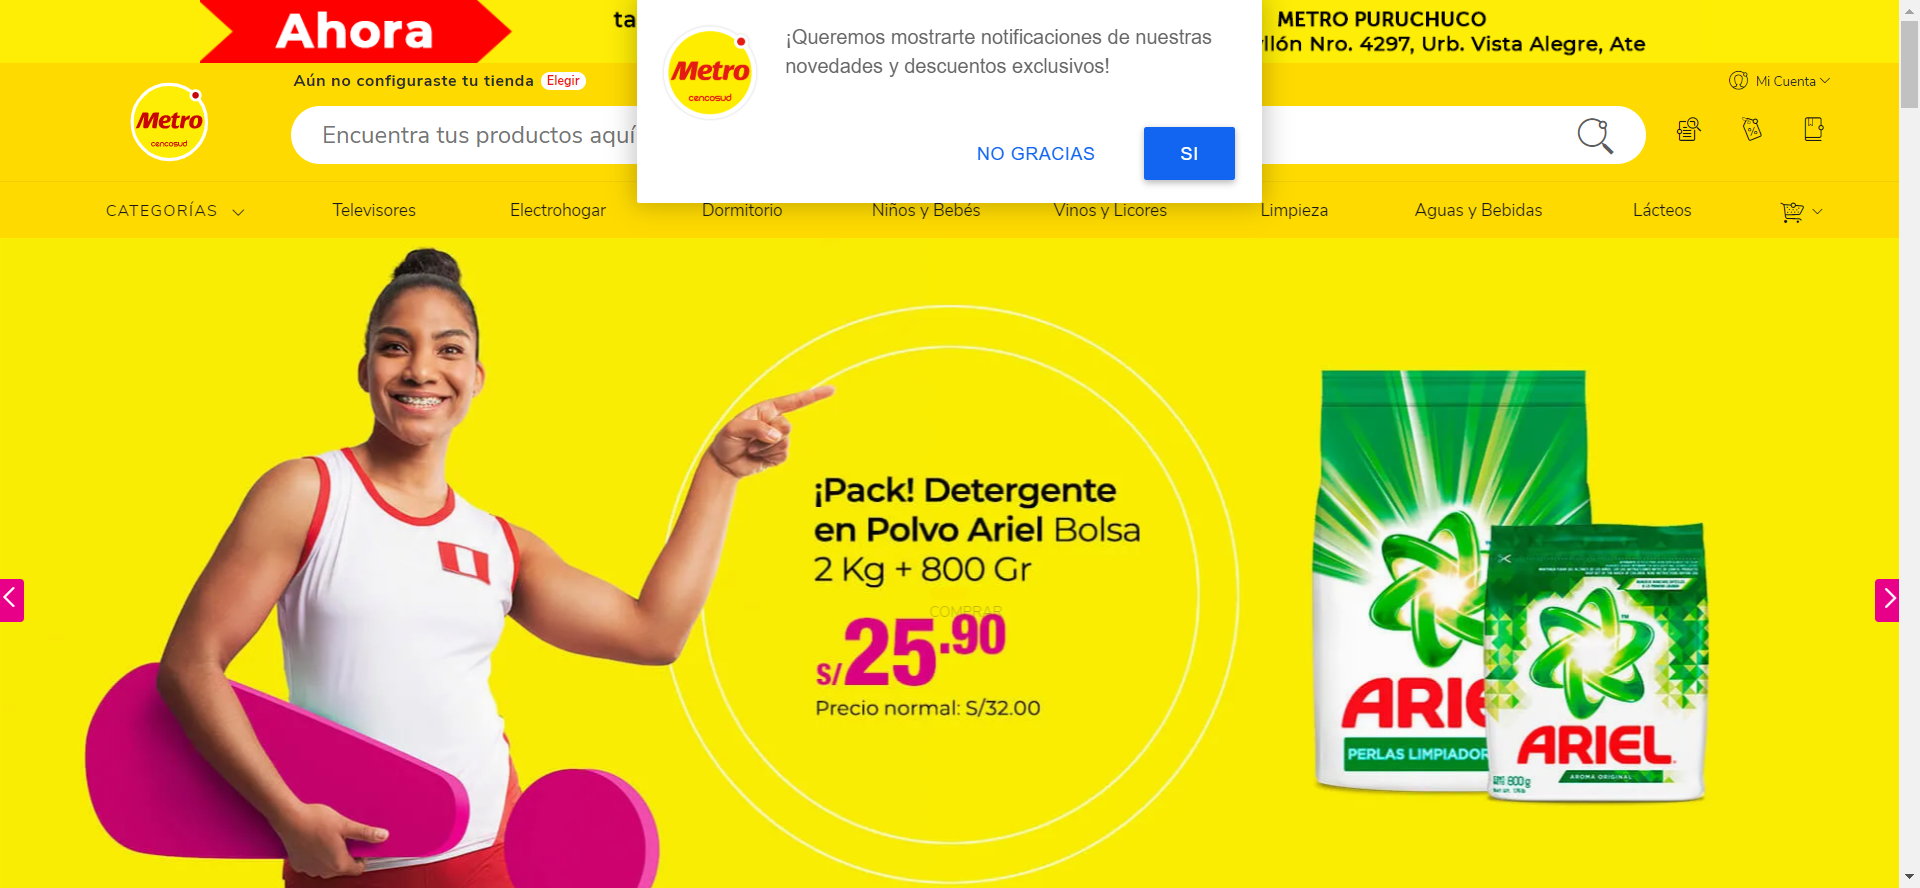 Ahora
ta
METRO PURUCHUCO
llón Nro. 4297, Urb. Vista Alegre, Ate
¡Queremos mostrarte notificaciones de nuestras
novedades y descuentos exclusivos!
Metro
cencosud
NO GRACIAS
SI
Aún no configuraste tu tienda
Elegir
Mi Cuenta
Metro
cencosud
Encuentra tus productos aquí
CATEGORÍAS
Televisores
Electrohogar
Dormitorio
Niños y Bebés
Vinos y Licores
Limpieza
Aguas y Bebidas
Lácteos
¡Pack! Detergente
en Polvo Ariel Bolsa
2 Kg + 800 Gr
COMPRAR
S/25.90
Precio normal: S/32.00
ARIE
PERLAS LIMPIADOR
ARIEL
AROMA ORIGINAL
800g